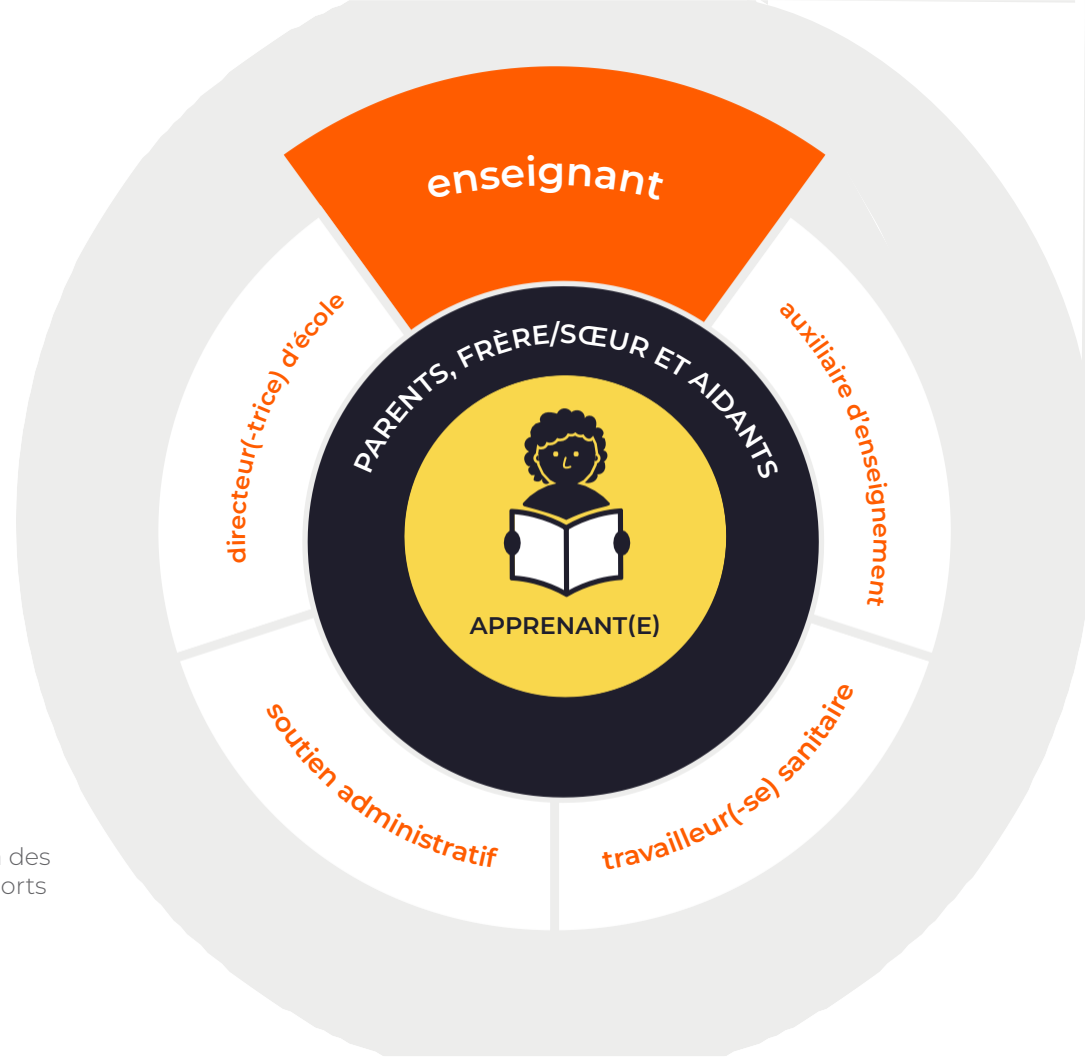 enseignant
directeur(-trice) d'école
auxiliaire d'enseignement
PARENTS, FRÈRE/SŒUR ET AIDANTS
APPRENANT(E)
soutien administratif
travailleur(-se) sanitaire
des
orts